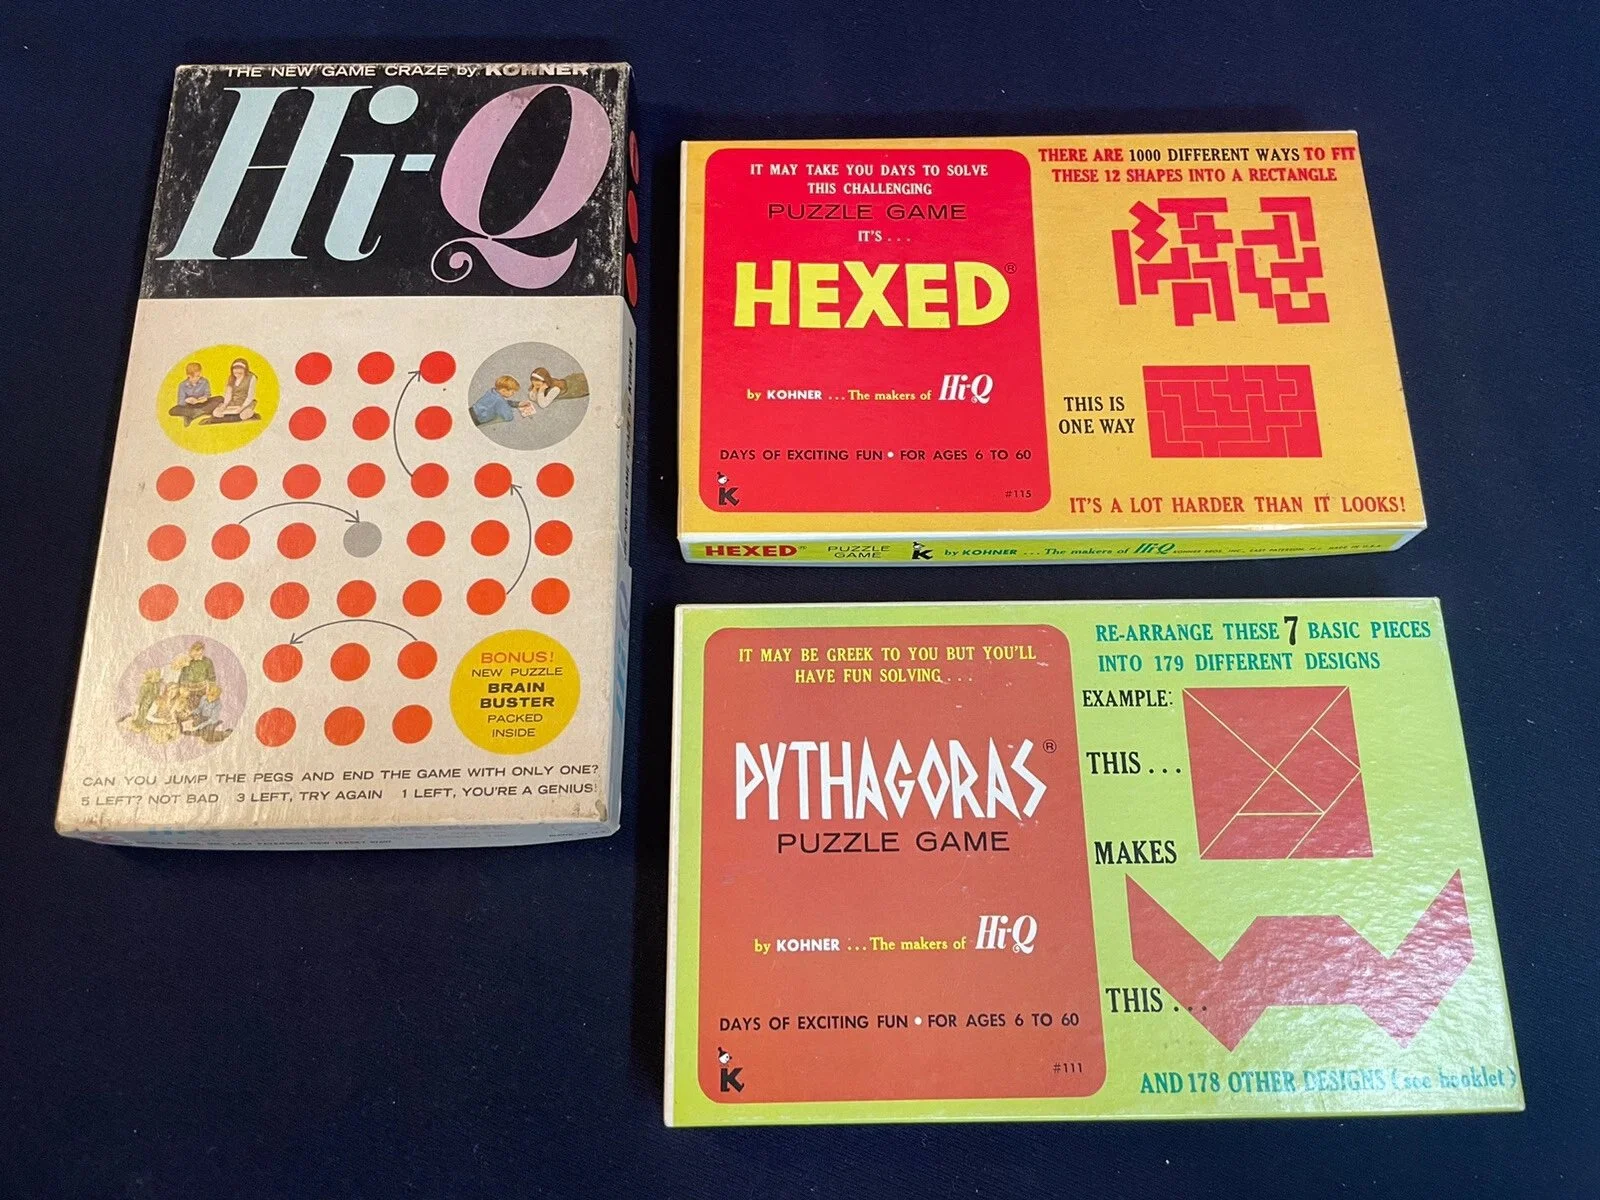 THE NEW GAME CRAZE by KOHNER
Hi-Q
BONUS!
NEW PUZZLE
BRAIN
BUSTER
PACKED
INSIDE
CAN YOU JUMP THE PEGS AND END THE GAME WITH ONLY ONE?
5 LEFT? NOT BAD 3 LEFT, TRY AGAIN 1 LEFT, YOU'RE A GENIUS!
IT MAY TAKE YOU DAYS TO SOLVE
THIS CHALLENGING
PUZZLE GAME
IT'S ...
HEXED®
by KOHNER ... The makers of Hi-Q
DAYS OF EXCITING FUN • FOR AGES 6 TO 60
K
#115
THERE ARE 1000 DIFFERENT WAYS TO FIT
THESE 12 SHAPES INTO A RECTANGLE
THIS IS
ONE WAY
IT'S A LOT HARDER THAN IT LOOKS!
HEXED® PUZZLE GAME K by KOHNER ... The makers of Hi-Q KOHNER BROS. INC., EAST PATERSON, N.J. MADE IN U.S.A.
IT MAY BE GREEK TO YOU BUT YOU'LL
HAVE FUN SOLVING ...
PYTHAGORAS®
PUZZLE GAME
by KOHNER ... The makers of Hi-Q
DAYS OF EXCITING FUN • FOR AGES 6 TO 60
K
#111
RE-ARRANGE THESE 7 BASIC PIECES
INTO 179 DIFFERENT DESIGNS
EXAMPLE:
THIS ...
MAKES
THIS ...
AND 178 OTHER DESIGNS (see booklet)